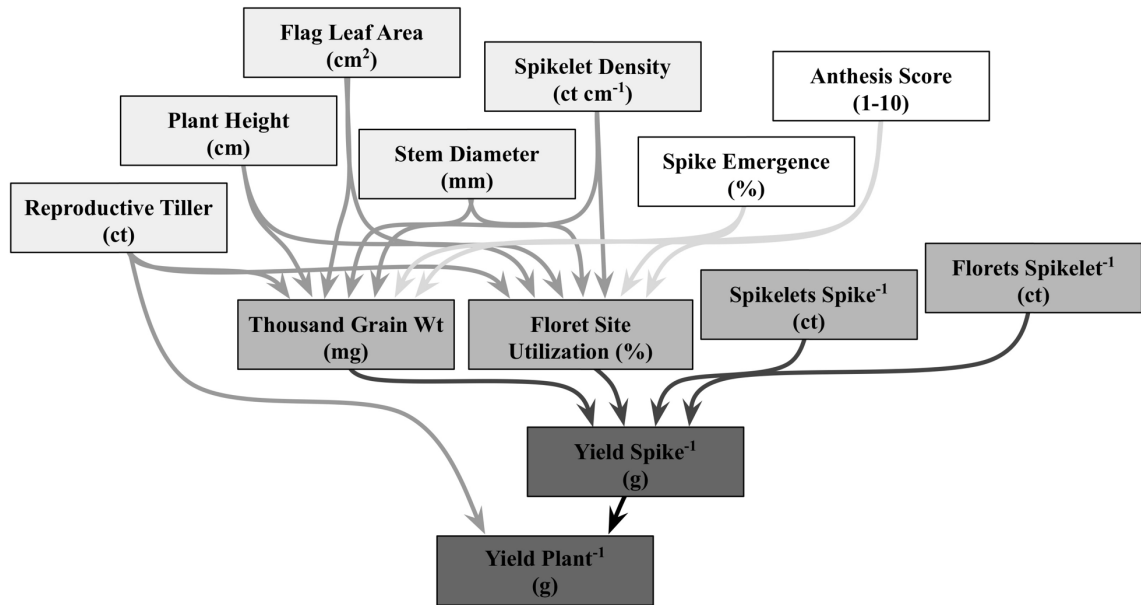 Flag Leaf Area
(cm²)
Spikelet Density
(ct cm⁻¹)
Anthesis Score
(1-10)
Plant Height
(cm)
Stem Diameter
(mm)
Spike Emergence
(%)
Reproductive Tiller
(ct)
Thousand Grain Wt
(mg)
Floret Site
Utilization (%)
Spikelets Spike⁻¹
(ct)
Florets Spikelet⁻¹
(ct)
Yield Spike⁻¹
(g)
Yield Plant⁻¹
(g)